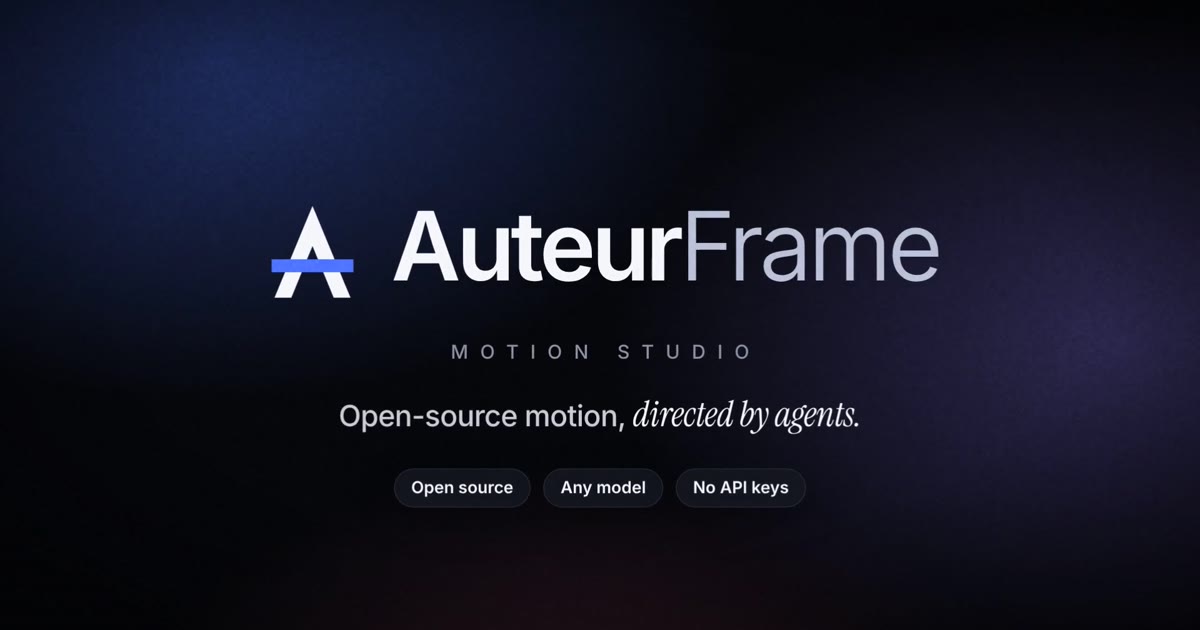 AuteurFrame
MOTION STUDIO
Open-source motion, directed by agents.
Open source
Any model
No API keys